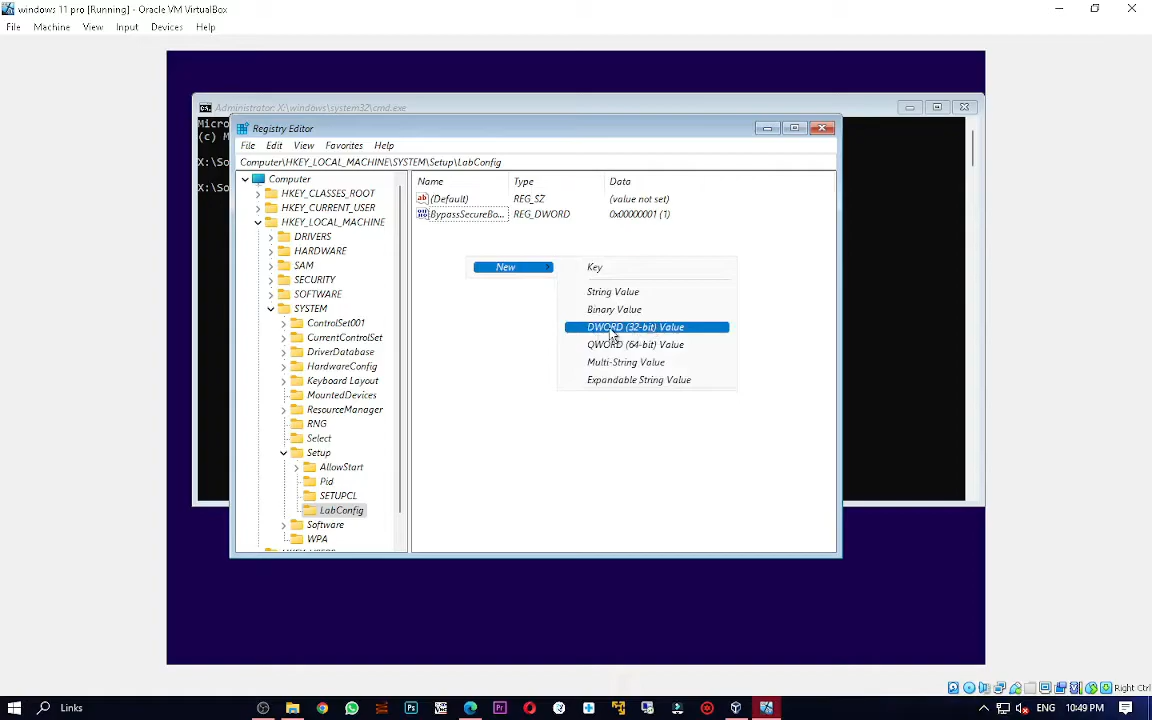 windows 11 pro [Running] - Oracle VM VirtualBox
File Machine View Input Devices Help
Administrator: X:\windows\system32\cmd.exe
Micro
(c) M
X:\So
X:\So
Registry Editor
File Edit View Favorites Help
Computer\HKEY_LOCAL_MACHINE\SYSTEM\Setup\LabConfig
Computer
HKEY_CLASSES_ROOT
HKEY_CURRENT_USER
HKEY_LOCAL_MACHINE
DRIVERS
HARDWARE
SAM
SECURITY
SOFTWARE
SYSTEM
ControlSet001
CurrentControlSet
DriverDatabase
HardwareConfig
Keyboard Layout
MountedDevices
ResourceManager
RNG
Select
Setup
AllowStart
Pid
SETUPCL
LabConfig
Software
WPA
Name Type Data
(Default) REG_SZ (value not set)
BypassSecureBo... REG_DWORD 0x00000001 (1)
New
Key
String Value
Binary Value
DWORD (32-bit) Value
QWORD (64-bit) Value
Multi-String Value
Expandable String Value
Right Ctrl
Links
ENG 10:49 PM